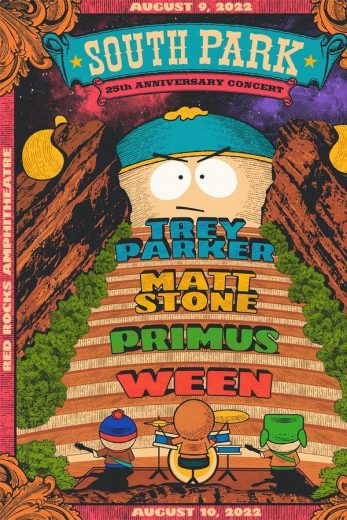 AUGUST 9, 2022
SOUTH PARK
25th ANNIVERSARY CONCERT
RED ROCKS AMPHITHEATRE
TREY
PARKER
MATT
STONE
PRIMUS
WEEN
AUGUST 10, 2022